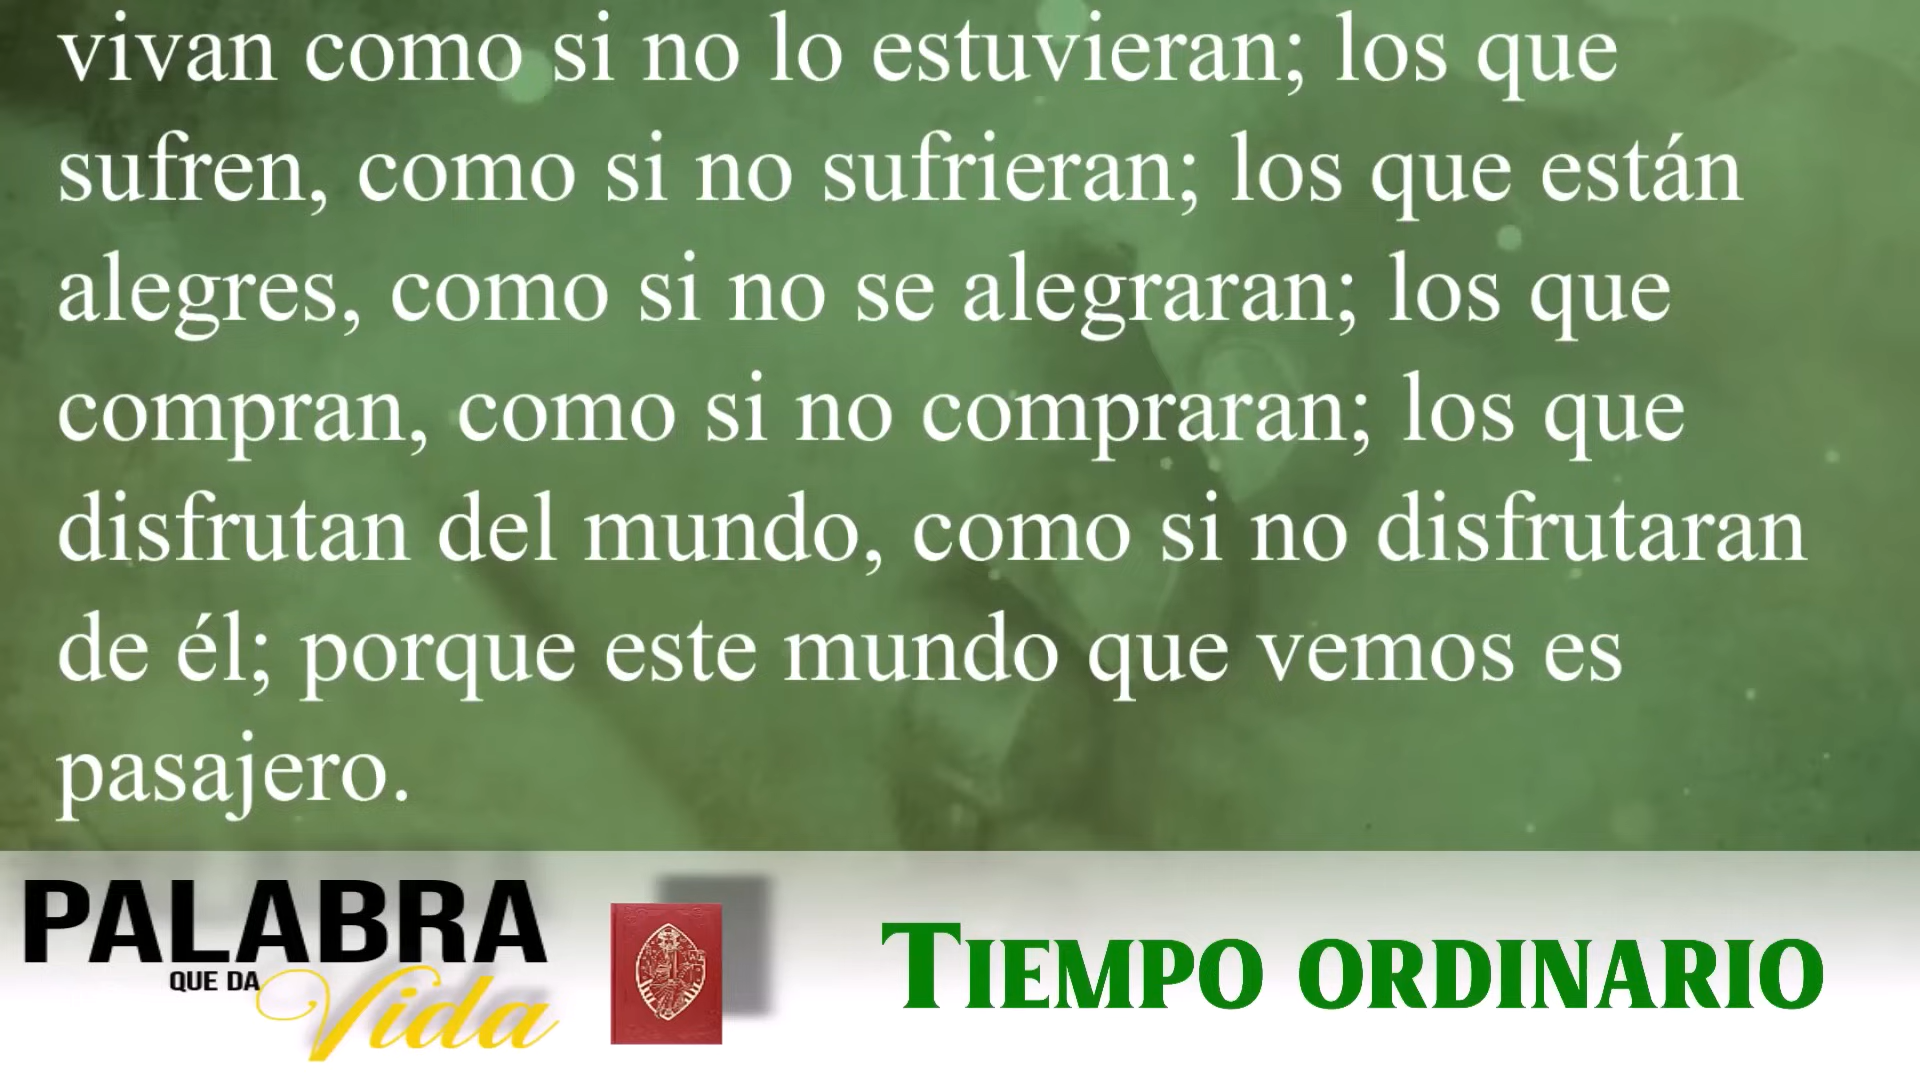 vivan como si no lo estuvieran; los que
sufren, como si no sufrieran; los que están
alegres, como si no se alegraran; los que
compran, como si no compraran; los que
disfrutan del mundo, como si no disfrutaran
de él; porque este mundo que vemos es
pasajero.
PALABRA
QUE DA
Vida
TIEMPO ORDINARIO